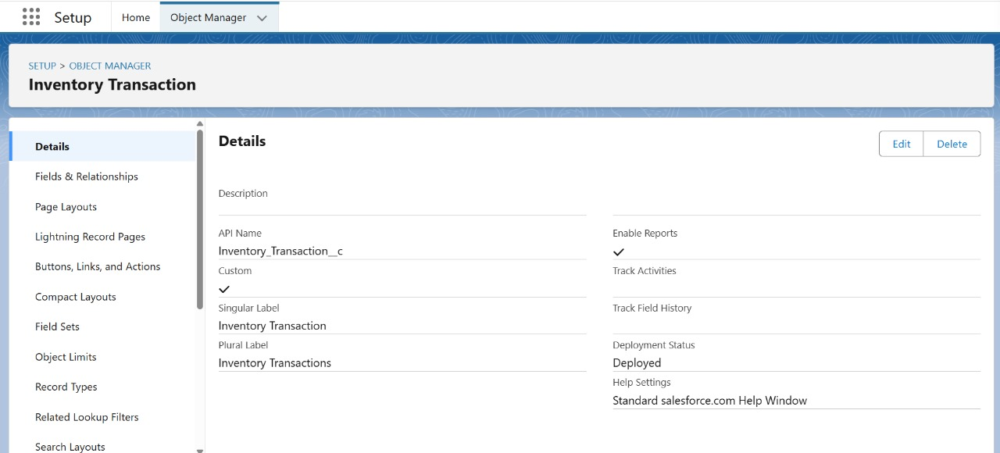 Setup
Home
Object Manager
SETUP > OBJECT MANAGER
Inventory Transaction
Details
Fields & Relationships
Page Layouts
Lightning Record Pages
Buttons, Links, and Actions
Compact Layouts
Field Sets
Object Limits
Record Types
Related Lookup Filters
Search Layouts
Details
Edit
Delete
Description
API Name
Inventory_Transaction__c
Custom
Singular Label
Inventory Transaction
Plural Label
Inventory Transactions
Enable Reports
Track Activities
Track Field History
Deployment Status
Deployed
Help Settings
Standard salesforce.com Help Window